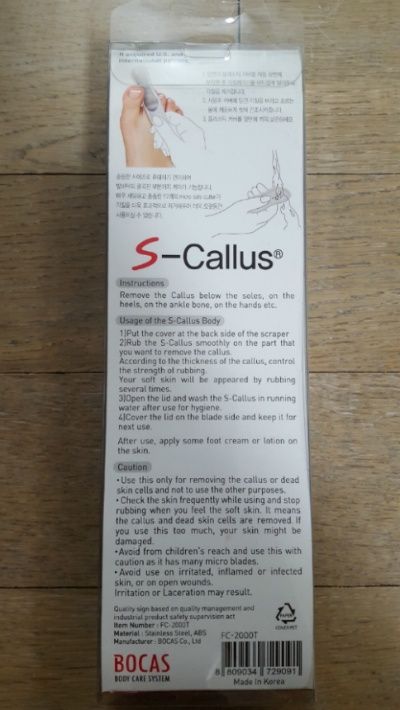 It acquired U.S. and
international patents.
S-Callus®
Instructions
Remove the Callus below the soles, on the
heels, on the ankle bone, on the hands etc.
Usage of the S-Callus Body
1)Put the cover at the back side of the scraper
2)Rub the S-Callus smoothly on the part that
you want to remove the callus.
According to the thickness of the callus, control
the strength of rubbing.
Your soft skin will be appeared by rubbing
several times.
3)Open the lid and wash the S-Callus in running
water after use for hygiene.
4)Cover the lid on the blade side and keep it for
next use.
After use, apply some foot cream or lotion on
the skin.
Caution
•Use this only for removing the callus or dead
skin cells and not to use the other purposes.
•Check the skin frequently while using and stop
rubbing when you feel the soft skin. It means
the callus and dead skin cells are removed. If
you use this too much, your skin might be
damaged.
•Avoid from children's reach and use this with
caution as it has many micro blades.
•Avoid use on irritated, inflamed or infected
skin, or on open wounds.
Irritation or Laceration may result.
Quality sign based on quality management and
industrial product safety supervision act
Item Number : FC-2000T
Material : Stainless Steel, ABS
Manufacturer : BOCAS Co., Ltd
FC-2000T
BOCAS
BODY CARE SYSTEM
8 809034 729091
Made in Korea